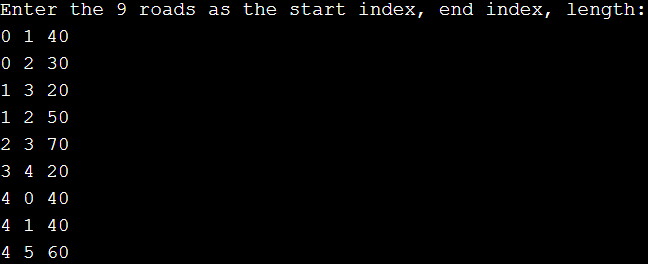 Enter the 9 roads as the start index, end index, length:
0 1 40
0 2 30
1 3 20
1 2 50
2 3 70
3 4 20
4 0 40
4 1 40
4 5 60